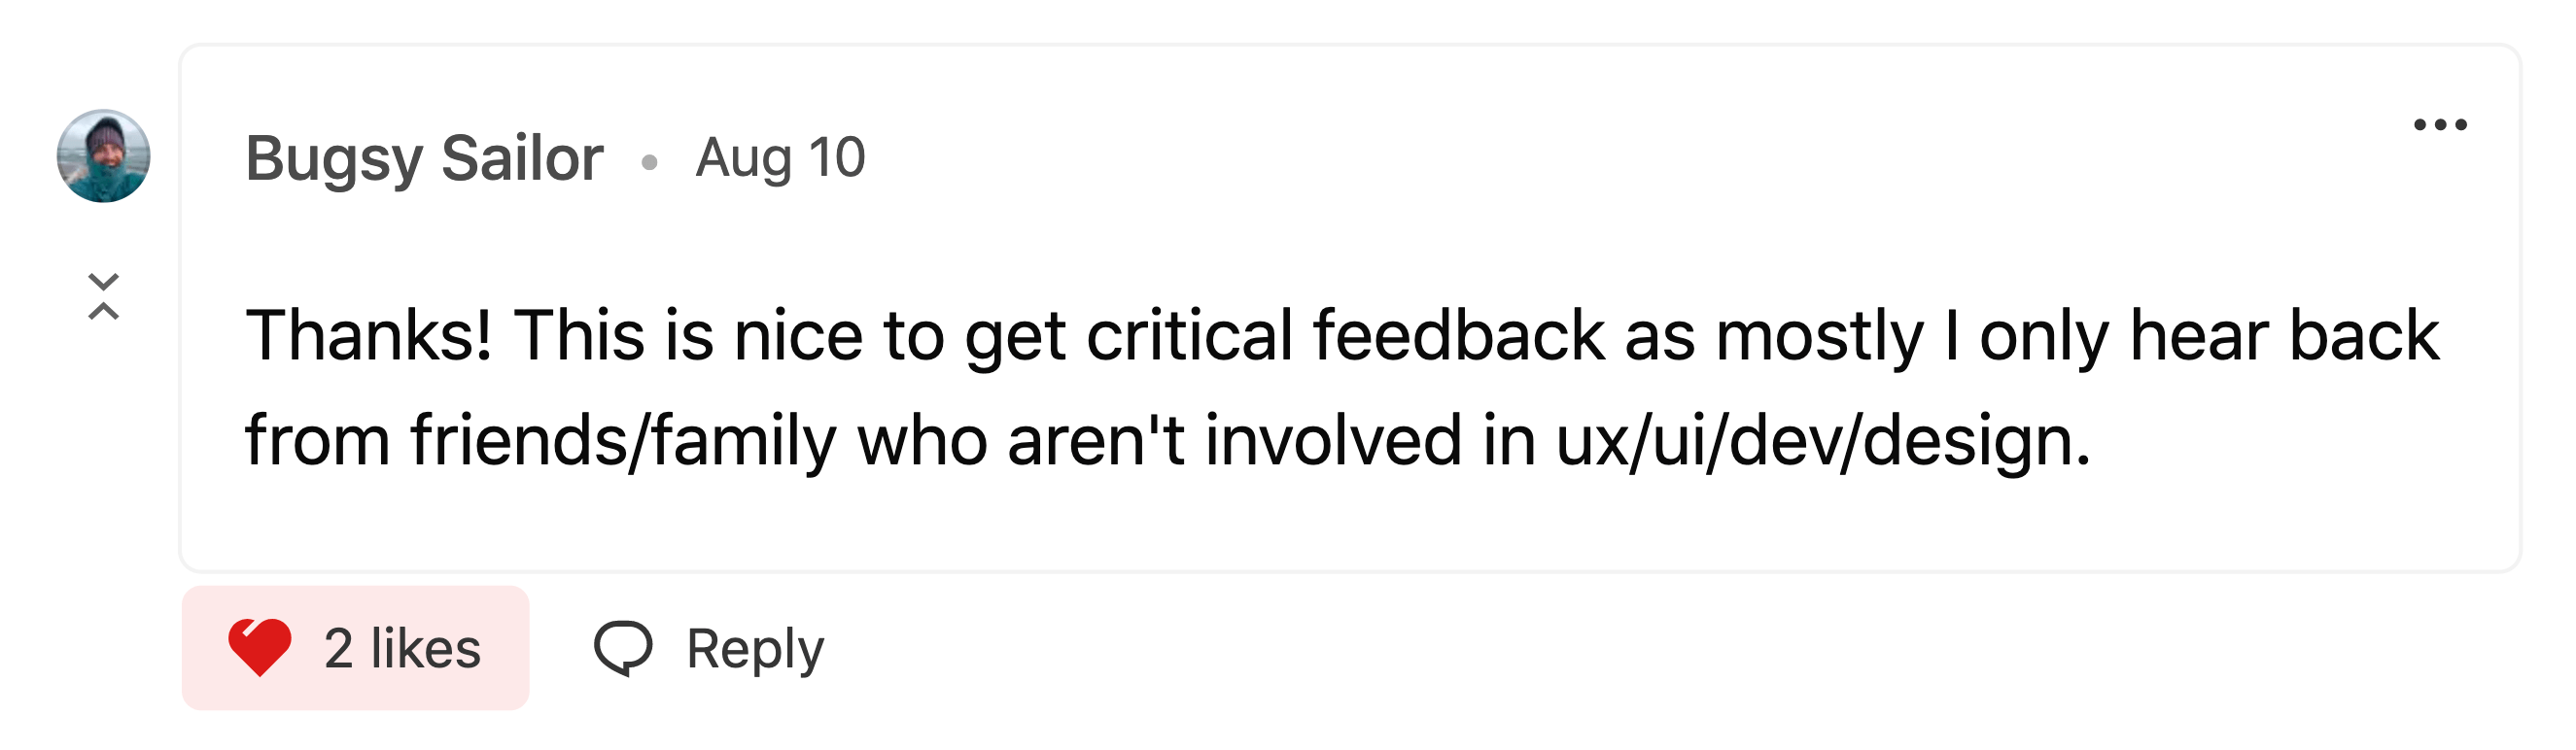 Bugsy Sailor • Aug 10
Thanks! This is nice to get critical feedback as mostly I only hear back
from friends/family who aren't involved in ux/ui/dev/design.
2 likes Reply